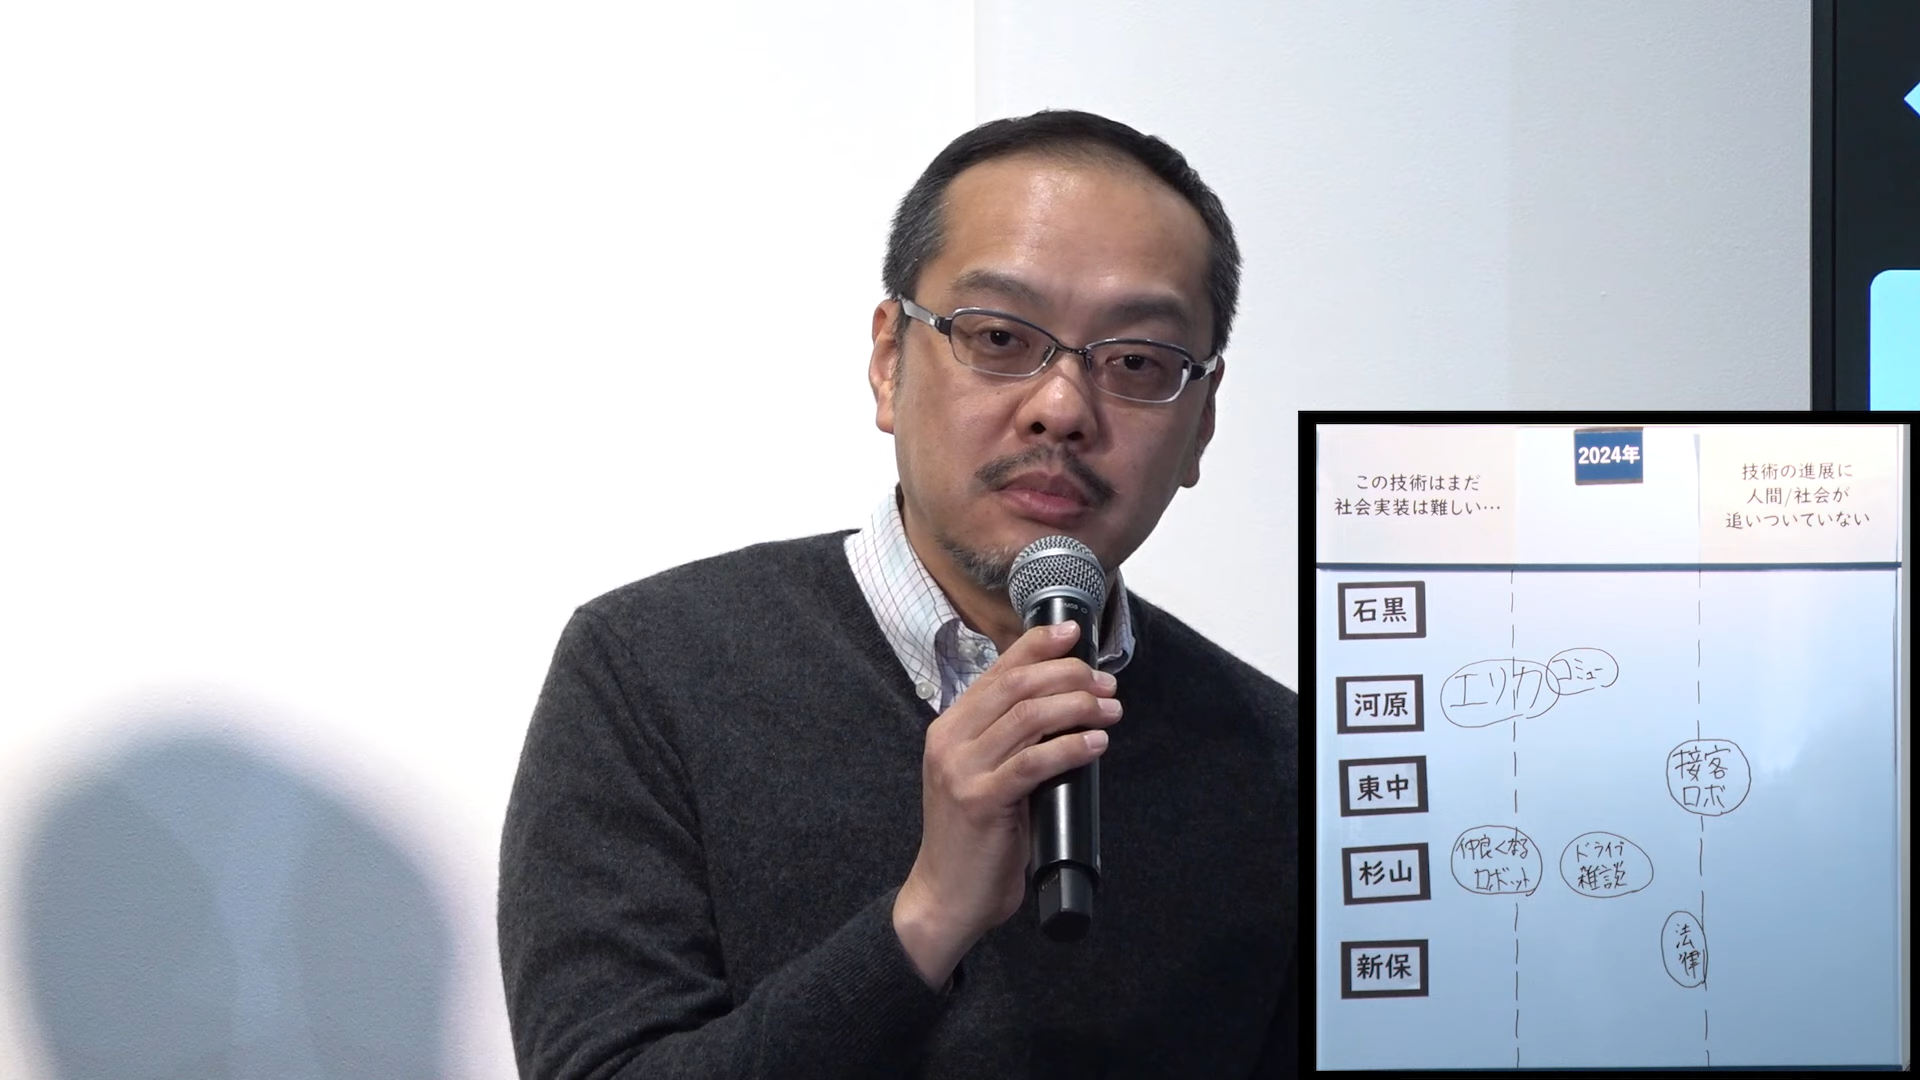 2024年
この技術はまだ
社会実装は難しい…
技術の進展に
人間/社会が
追いついていない
石黒
河原
エリカ
コミュー
東中
接客
ロボ
杉山
仲良くなる
ロボット
ドライブ
雑談
新保
法
律